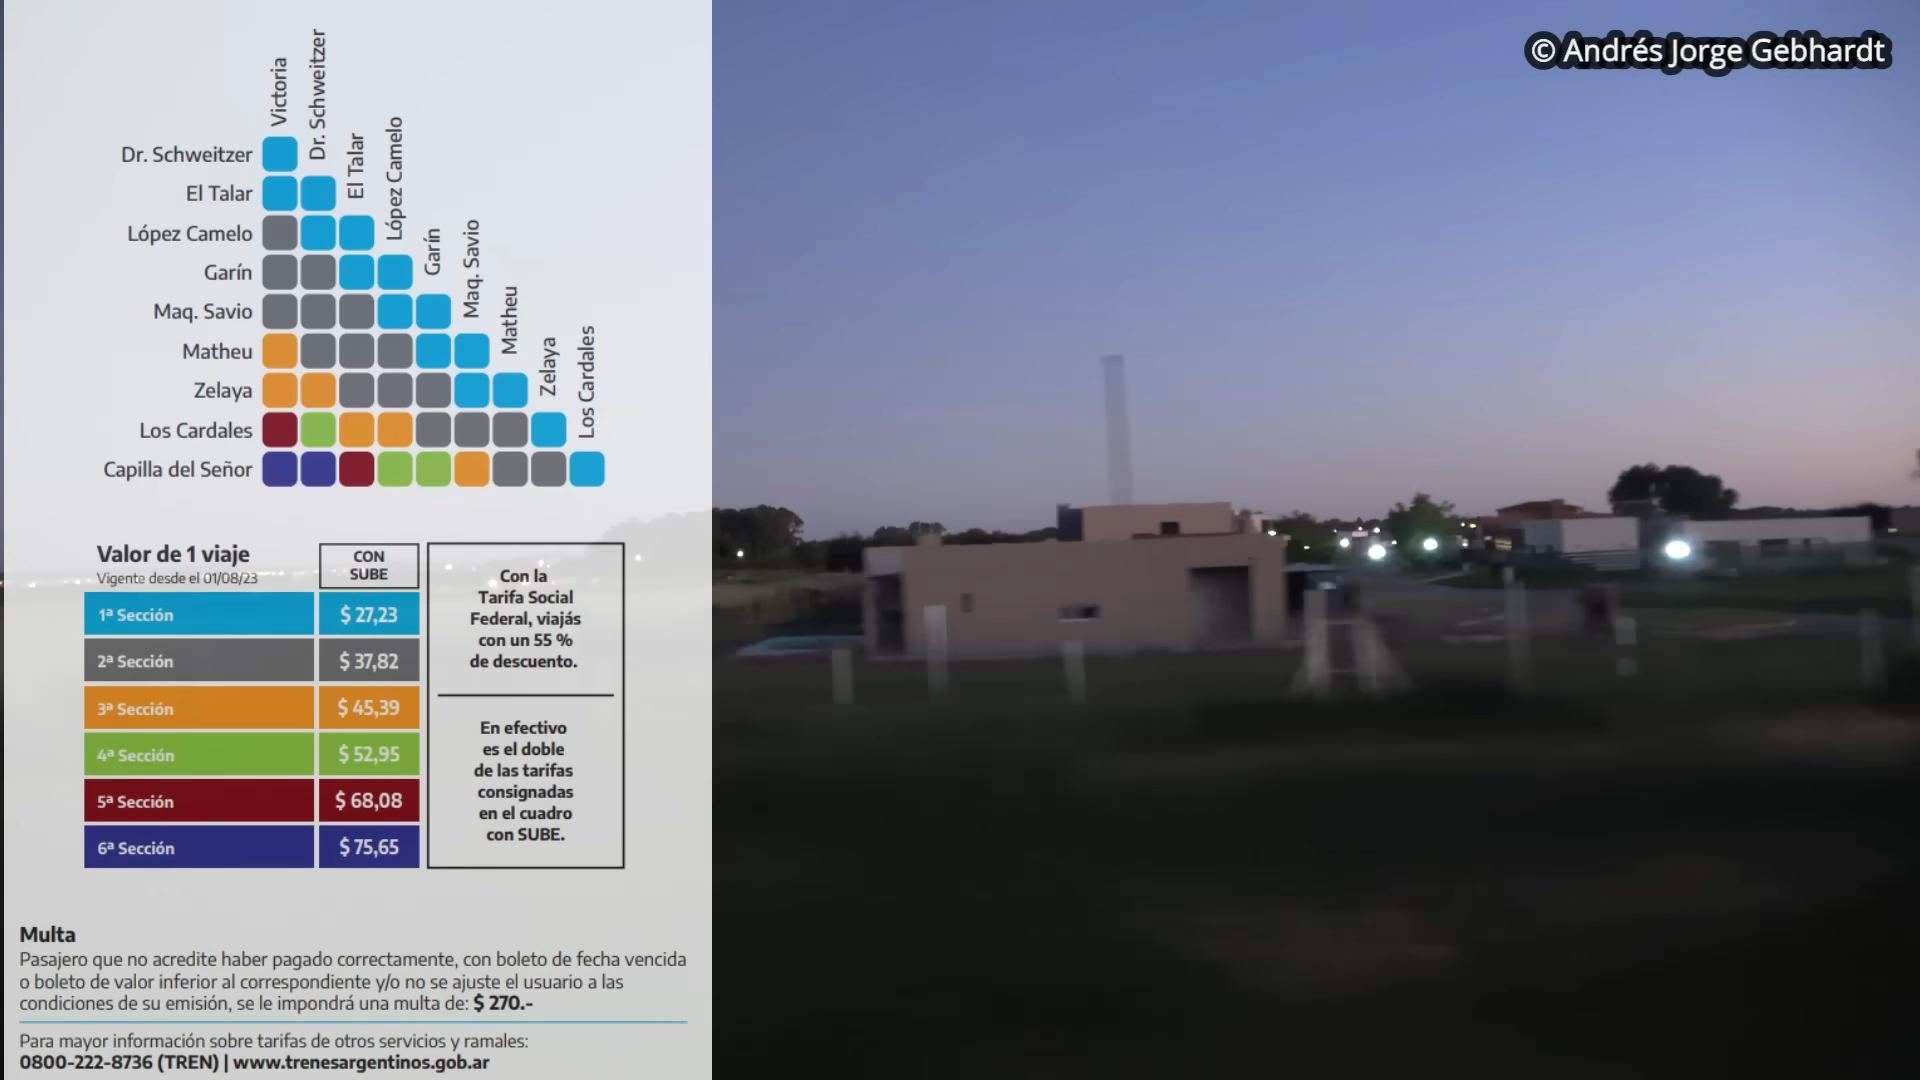 © Andrés Jorge Gebhardt
Victoria
Dr. Schweitzer
El Talar
López Camelo
Garín
Maq. Savio
Matheu
Zelaya
Los Cardales
Dr. Schweitzer
El Talar
López Camelo
Garín
Maq. Savio
Matheu
Zelaya
Los Cardales
Capilla del Señor
Valor de 1 viaje
Vigente desde el 01/08/23
CON
SUBE
1ª Sección $ 27,23
2ª Sección $ 37,82
3ª Sección $ 45,39
4ª Sección $ 52,95
5ª Sección $ 68,08
6ª Sección $ 75,65
Con la
Tarifa Social
Federal, viajás
con un 55 %
de descuento.
En efectivo
es el doble
de las tarifas
consignadas
en el cuadro
con SUBE.
Multa
Pasajero que no acredite haber pagado correctamente, con boleto de fecha vencida
o boleto de valor inferior al correspondiente y/o no se ajuste el usuario a las
condiciones de su emisión, se le impondrá una multa de: $ 270.-
Para mayor información sobre tarifas de otros servicios y ramales:
0800-222-8736 (TREN) | www.trenesargentinos.gob.ar